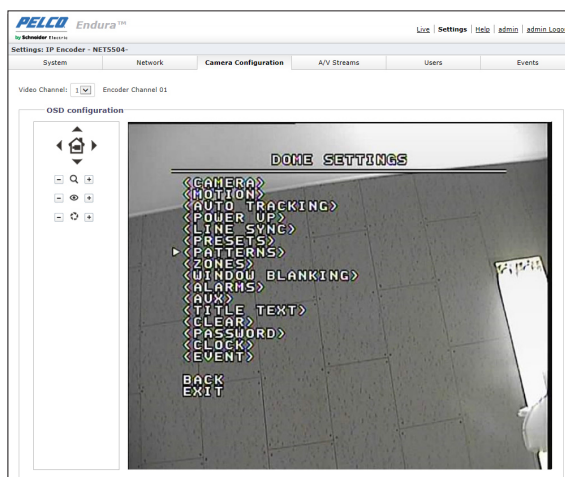 PELCO Endura™
by Schneider Electric
Live Settings Help admin admin Logo
Settings: IP Encoder - NET5504-
System Network Camera Configuration A/V Streams Users Events
Video Channel: 1 Encoder Channel 01
OSD configuration
DOME SETTINGS
<CAMERA>
<MOTION>
<AUTO TRACKING>
<POWER UP>
<LINE SYNC>
<PRESETS>
<PATTERNS>
<ZONES>
<WINDOW BLANKING>
<ALARMS>
<AUX>
<TITLE TEXT>
<CLEAR>
<PASSWORD>
<CLOCK>
<EVENT>
BACK
EXIT